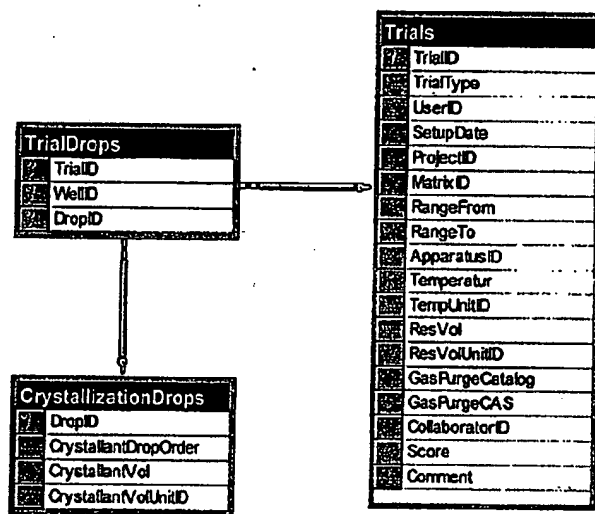 TrialDrops
TrialID
WellID
DropID
CrystallizationDrops
DropID
CrystallantDropOrder
CrystallantVol
CrystallantVolUnitID
Trials
TrialID
TrialType
UserID
SetupDate
ProjectID
MatrixID
RangeFrom
RangeTo
ApparatusID
Temperatur
TempUnitID
ResVol
ResVolUnitID
GasPurgeCatalog
GasPurgeCAS
CollaboratorID
Score
Comment